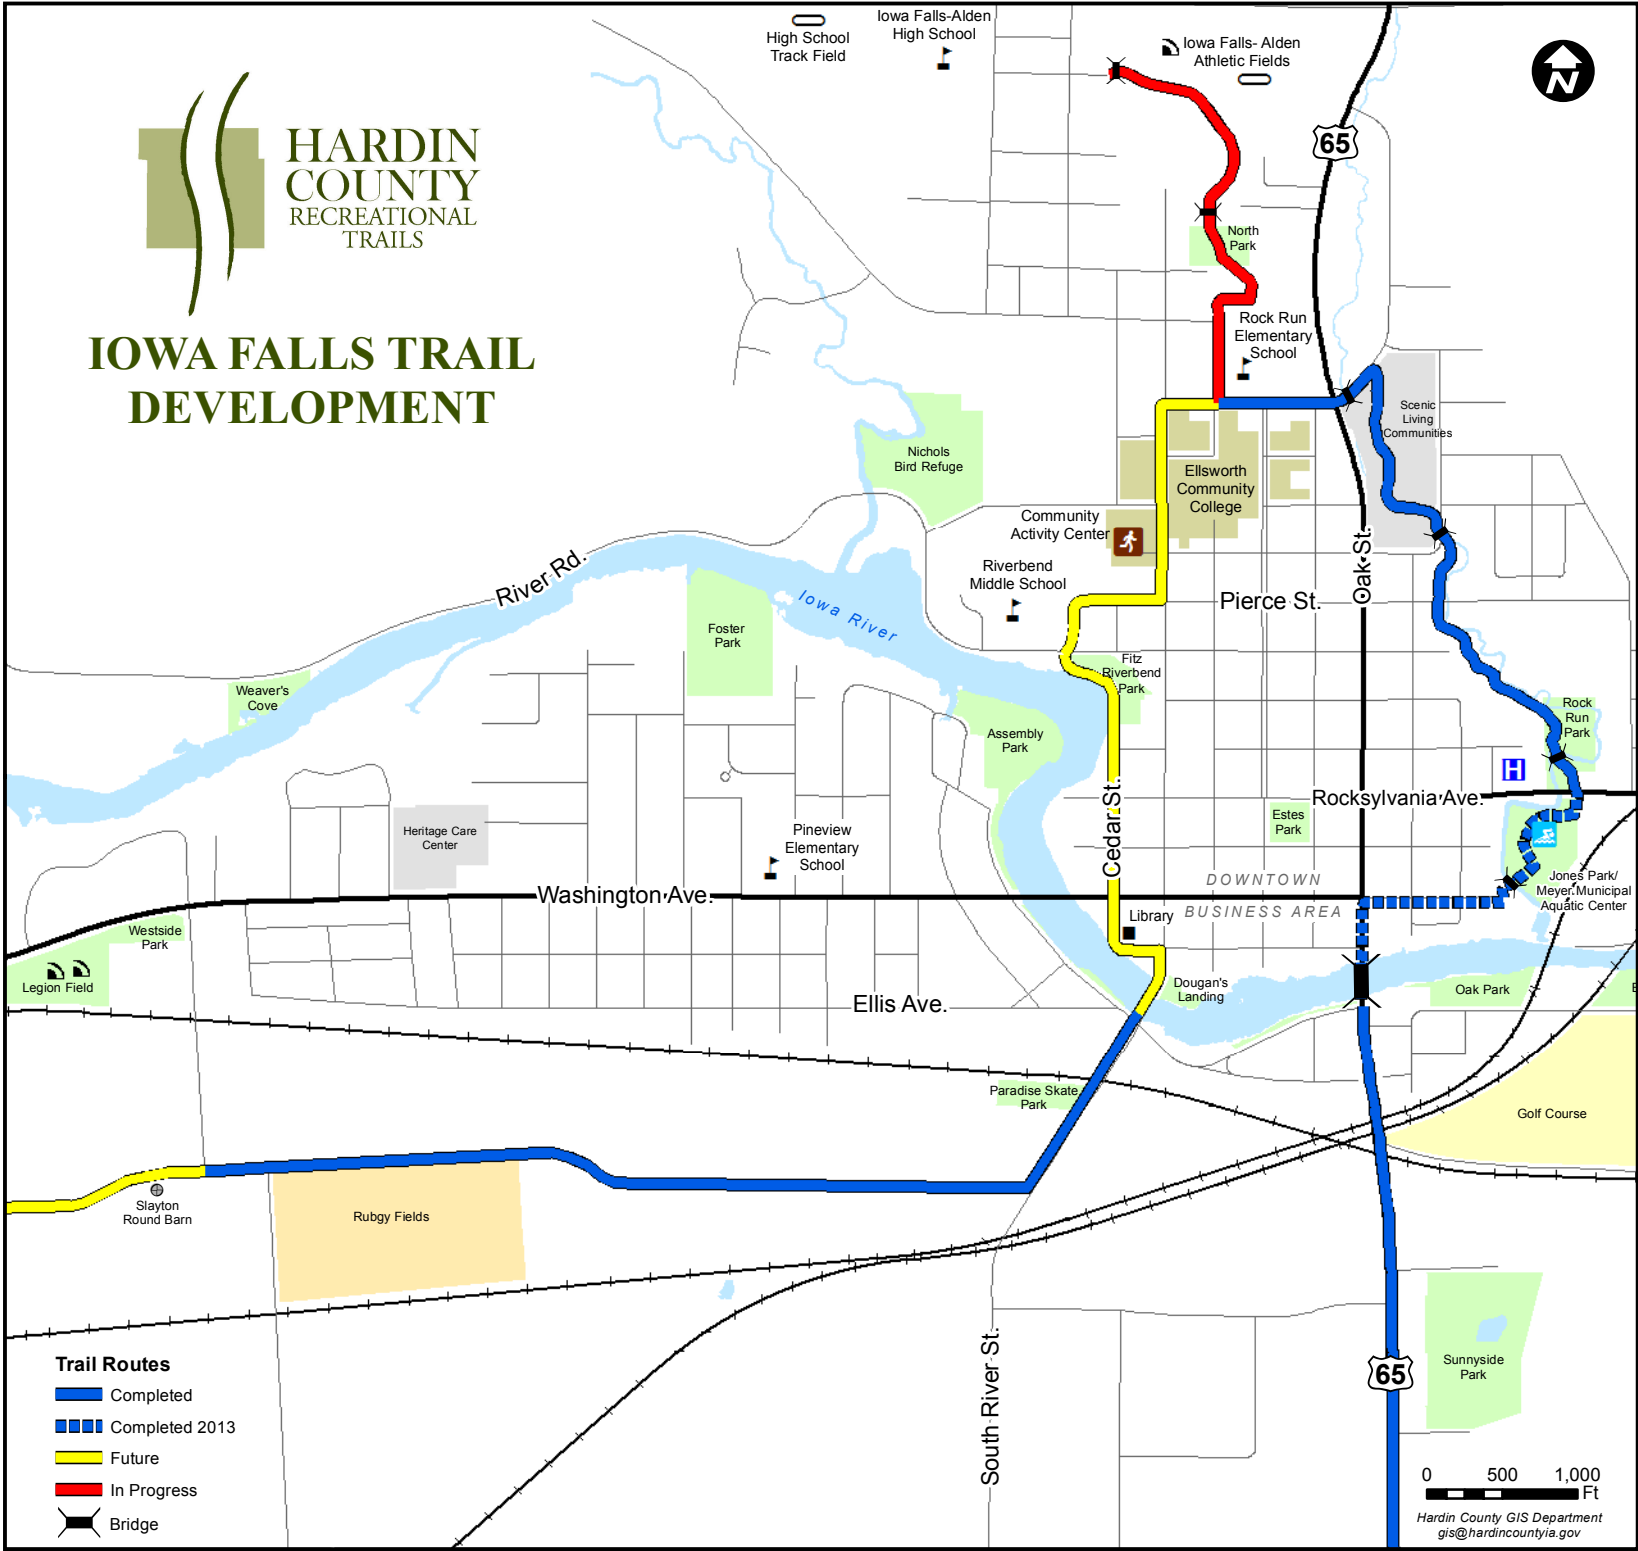 High School
Track Field
Iowa Falls-Alden
High School
Iowa Falls- Alden
Athletic Fields
N
65
HARDIN
COUNTY
RECREATIONAL
TRAILS
IOWA FALLS TRAIL
DEVELOPMENT
North
Park
Rock Run
Elementary
School
Scenic
Living
Communities
Nichols
Bird Refuge
Ellsworth
Community
College
Community
Activity Center
Riverbend
Middle School
River Rd.
Iowa River
Pierce St.
Oak St.
Foster
Park
Fitz
Riverbend
Park
Weaver's
Cove
Assembly
Park
Rock
Run
Park
H
Rocksylvania Ave.
Cedar St.
Estes
Park
Heritage Care
Center
Pineview
Elementary
School
Washington Ave.
DOWNTOWN
BUSINESS AREA
Jones Park/
Meyer Municipal
Aquatic Center
Library
Westside
Park
Legion Field
Ellis Ave.
Dougan's
Landing
Oak Park
E
Paradise Skate
Park
Golf Course
Slayton
Round Barn
Rubgy Fields
South River St.
65
Sunnyside
Park
Trail Routes
Completed
Completed 2013
Future
In Progress
Bridge
0 500 1,000
Ft
Hardin County GIS Department
gis@hardincountyia.gov